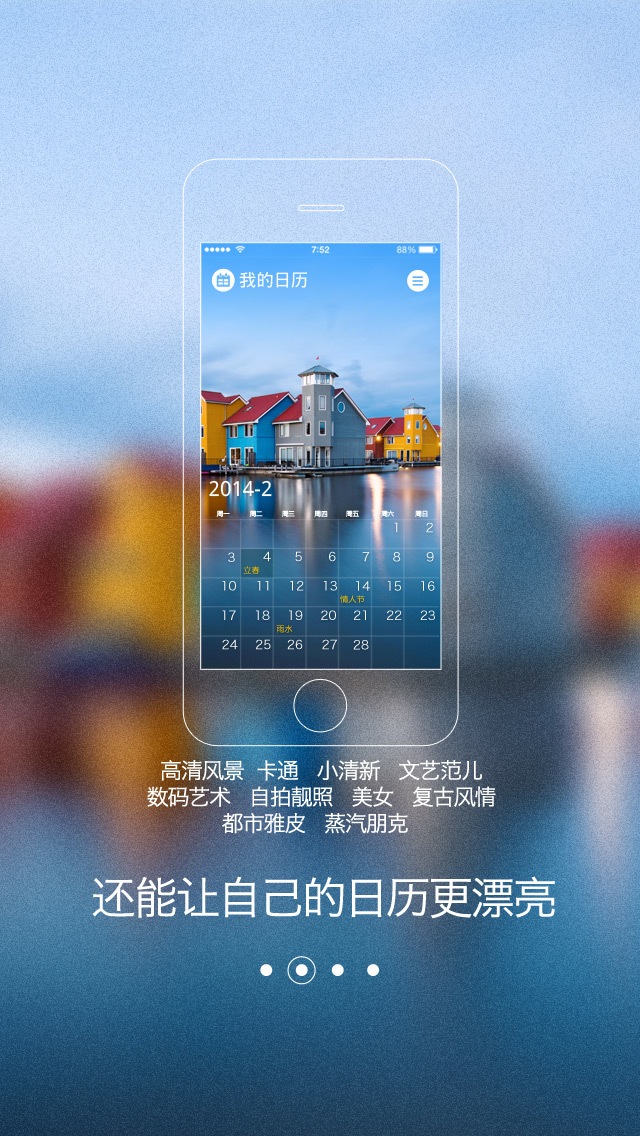 7:52 88%
我的日历
2014-2
周一 周二 周三 周四 周五 周六 周日
1 2
3 4 5 6 7 8 9
立春
10 11 12 13 14 15 16
情人节
17 18 19 20 21 22 23
雨水
24 25 26 27 28
高清风景 卡通 小清新 文艺范儿
数码艺术 自拍靓照 美女 复古风情
都市雅皮 蒸汽朋克
还能让自己的日历更漂亮